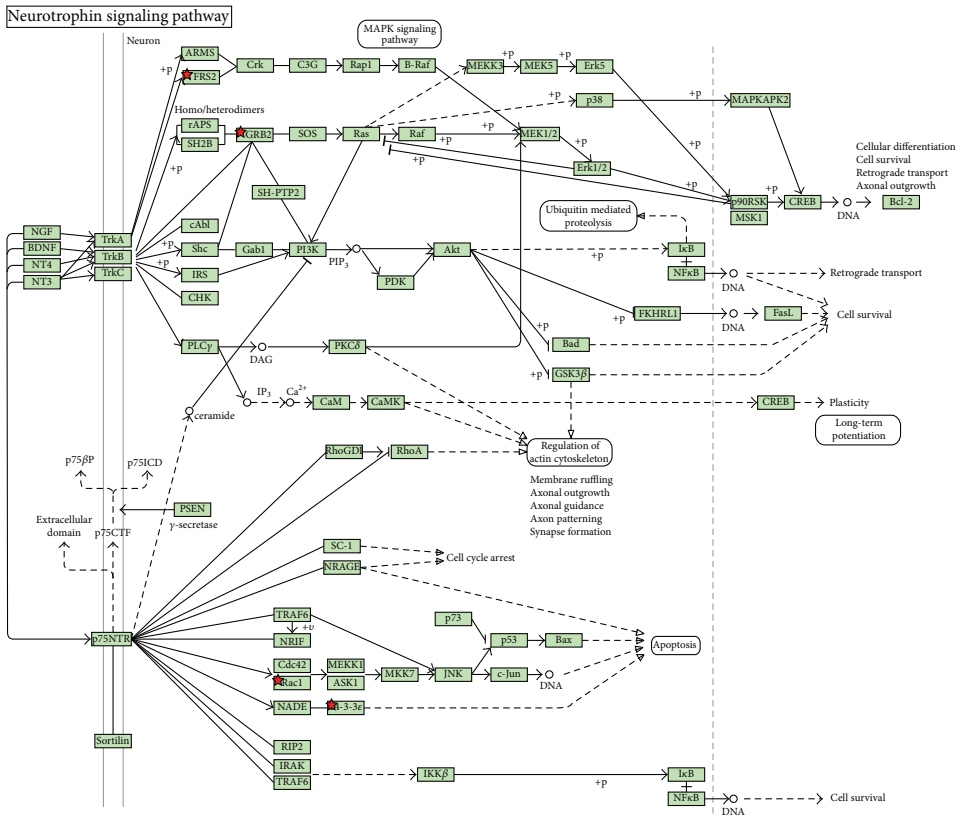 Neurotrophin signaling pathway
Neuron
MAPK signaling
pathway
ARMS
+p
FRS2
Crk
C3G
Rap1
B-Raf
+p
MEKK3
+p
MEK5
+p
Erk5
+p
p38
+p
MAPKAPK2
Homo/heterodimers
rAPS
SH2B
+p
GRB2
SOS
Ras
Raf
+p
+p
MEK1/2
+p
+p
Erk1/2
+p
Cellular differentiation
Cell survival
Retrograde transport
Axonal outgrowth
SH-PTP2
p90RSK
+p
CREB
DNA
Bcl-2
MSK1
Ubiquitin mediated
proteolysis
NGF
BDNF
NT4
NT3
TrkA
TrkB
TrkC
cAbl
+p
Shc
Gab1
PI3K
PIP3
Akt
+p
IκB
+p
IRS
PDK
NFκB
DNA
Retrograde transport
CHK
+p
FKHRL1
DNA
FasL
Cell survival
+p
Bad
PLCγ
DAG
PKCδ
+p
GSK3β
IP3
Ca2+
CaM
CaMK
CREB
Plasticity
ceramide
Long-term
potentiation
RhoGDI
RhoA
Regulation of
actin cytoskeleton
p75βP
p75ICD
Membrane ruffling
Axonal outgrowth
Axonal guidance
Axon patterning
Synapse formation
PSEN
γ-secretase
Extracellular
domain
p75CTF
SC-1
Cell cycle arrest
NRAGE
TRAF6
+υ
NRIF
p73
p75NTR
p53
Bax
Apoptosis
Cdc42
Rac1
MEKK1
ASK1
MKK7
JNK
c-Jun
DNA
NADE
14-3-3ε
Sortilin
RIP2
IRAK
TRAF6
IKKβ
+p
IκB
NFκB
DNA
Cell survival